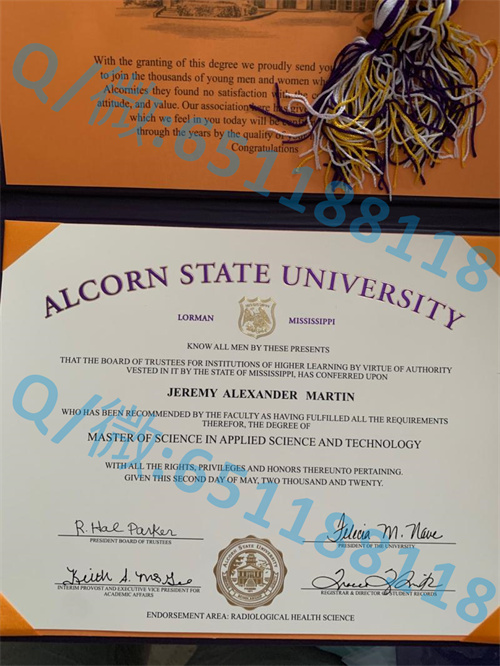 With the granting of this degree we proudly send you
to join the thousands of young men and women wh
Alcornites they found no satisfaction with the
attitude, and value. Our association here has give
which we feel in you today will be
through the years by the quality of
Congratulations
Q/微:651188118
ALCORN STATE UNIVERSITY
LORMAN MISSISSIPPI
KNOW ALL MEN BY THESE PRESENTS
THAT THE BOARD OF TRUSTEES FOR INSTITUTIONS OF HIGHER LEARNING BY VIRTUE OF AUTHORITY
VESTED IN IT BY THE STATE OF MISSISSIPPI, HAS CONFERRED UPON
JEREMY ALEXANDER MARTIN
WHO HAS BEEN RECOMMENDED BY THE FACULTY AS HAVING FULFILLED ALL THE REQUIREMENTS
THEREFOR, THE DEGREE OF
MASTER OF SCIENCE IN APPLIED SCIENCE AND TECHNOLOGY
WITH ALL THE RIGHTS, PRIVILEGES AND HONORS THEREUNTO PERTAINING.
GIVEN THIS SECOND DAY OF MAY, TWO THOUSAND AND TWENTY.
Q/微:651188118
R. Hal Parker
PRESIDENT BOARD OF TRUSTEES
Felecia M. Nave
PRESIDENT OF THE UNIVERSITY
INTERIM PROVOST AND EXECUTIVE VICE PRESIDENT FOR
ACADEMIC AFFAIRS
REGISTRAR & DIRECTOR OF STUDENT RECORDS
ALCORN STATE UNIVERSITY
ENDORSEMENT AREA: RADIOLOGICAL HEALTH SCIENCE